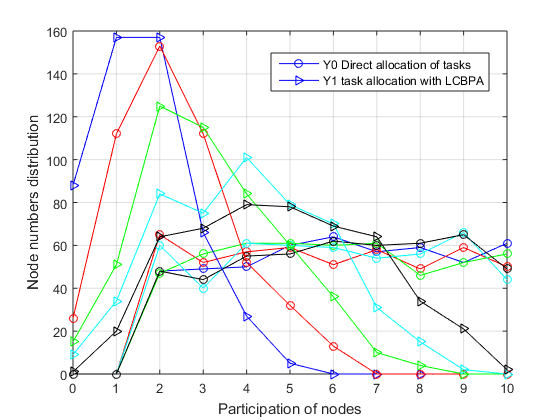 160
140
120
100
80
60
40
20
0
Node numbers distribution
Y0 Direct allocation of tasks
Y1 task allocation with LCBPA
0 1 2 3 4 5 6 7 8 9 10
Participation of nodes